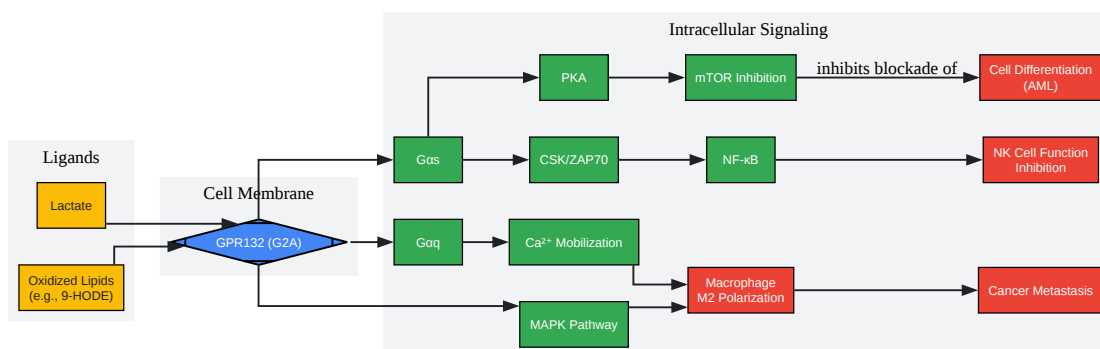 Intracellular Signaling
PKA
mTOR Inhibition
inhibits blockade of
Cell Differentiation
(AML)
Ligands
Lactate
Oxidized Lipids
(e.g., 9-HODE)
Cell Membrane
GPR132 (G2A)
Gαs
CSK/ZAP70
NF-κB
NK Cell Function
Inhibition
Gαq
Ca²⁺ Mobilization
MAPK Pathway
Macrophage
M2 Polarization
Cancer Metastasis